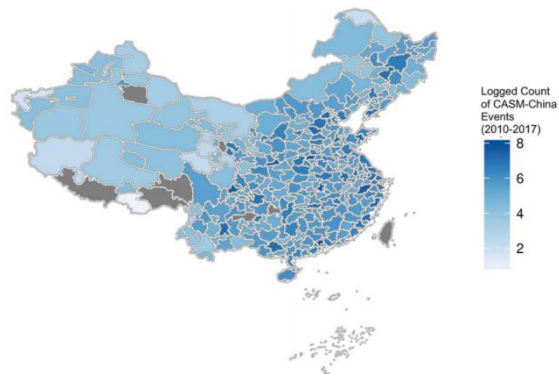 Logged Count
of CASM-China
Events
(2010-2017)
8
6
4
2